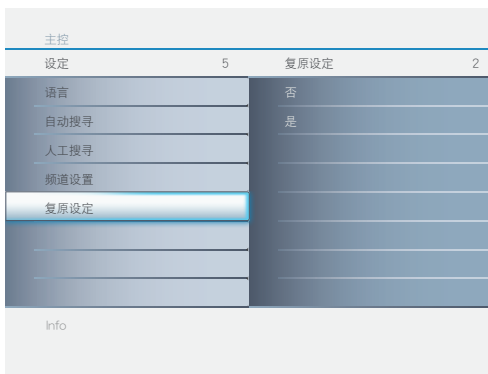 主控
设定 5 复原设定 2
语言 否
自动搜寻 是
人工搜寻
频道设置
复原设定
Info